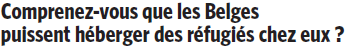 Comprenez-vous que les Belges
puissent héberger des réfugiés chez eux ?